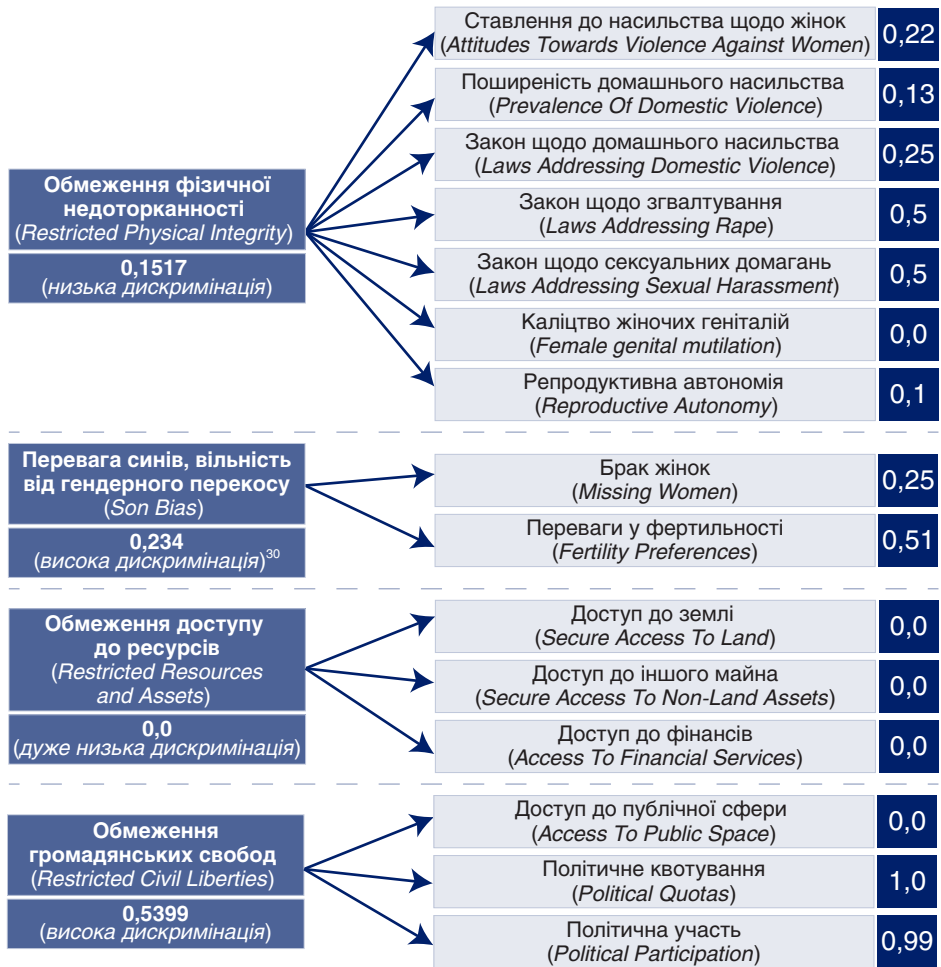 Обмеження фізичної
недоторканності
(Restricted Physical Integrity)
0,1517
(низька дискримінація)
Ставлення до насильства щодо жінок
(Attitudes Towards Violence Against Women)
0,22
Поширеність домашнього насильства
(Prevalence Of Domestic Violence)
0,13
Закон щодо домашнього насильства
(Laws Addressing Domestic Violence)
0,25
Закон щодо згвалтування
(Laws Addressing Rape)
0,5
Закон щодо сексуальних домагань
(Laws Addressing Sexual Harassment)
0,5
Каліцтво жіночих геніталій
(Female genital mutilation)
0,0
Репродуктивна автономія
(Reproductive Autonomy)
0,1
Перевага синів, вільність
від гендерного перекосу
(Son Bias)
0,234
(висока дискримінація)30
Брак жінок
(Missing Women)
0,25
Переваги у фертильності
(Fertility Preferences)
0,51
Обмеження доступу
до ресурсів
(Restricted Resources
and Assets)
0,0
(дуже низька дискримінація)
Доступ до землі
(Secure Access To Land)
0,0
Доступ до іншого майна
(Secure Access To Non-Land Assets)
0,0
Доступ до фінансів
(Access To Financial Services)
0,0
Обмеження
громадянських свобод
(Restricted Civil Liberties)
0,5399
(висока дискримінація)
Доступ до публічної сфери
(Access To Public Space)
0,0
Політичне квотування
(Political Quotas)
1,0
Політична участь
(Political Participation)
0,99